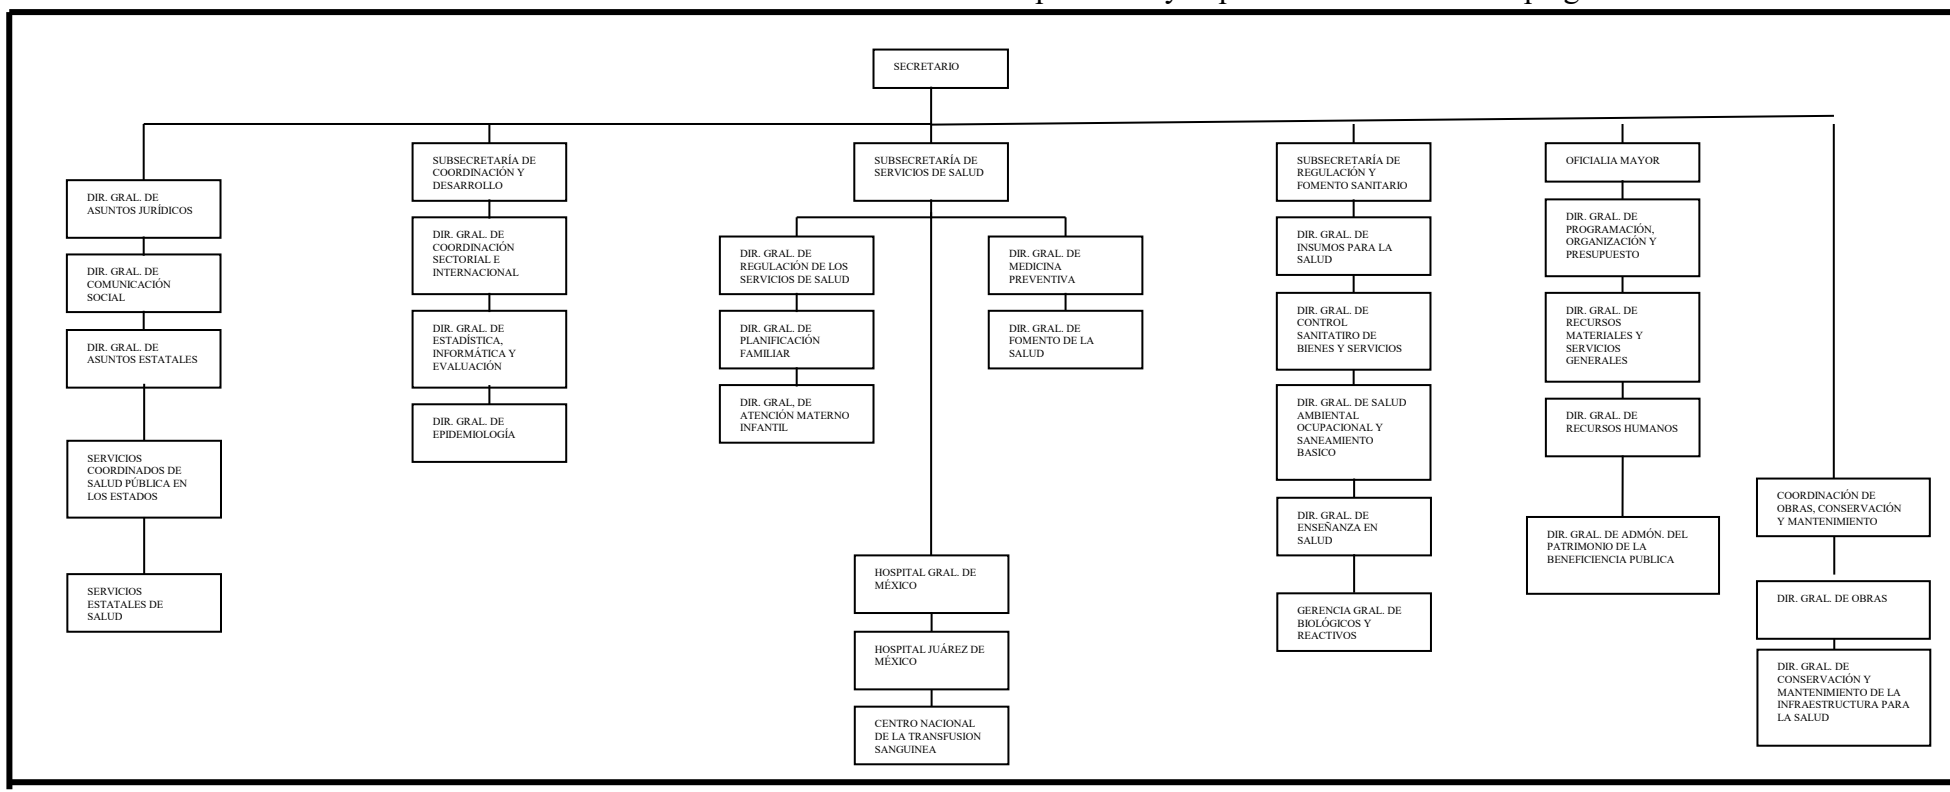 SECRETARIO
DIR. GRAL. DE
ASUNTOS JURÍDICOS
DIR. GRAL. DE
COMUNICACIÓN
SOCIAL
DIR. GRAL. DE
ASUNTOS ESTATALES
SERVICIOS
COORDINADOS DE
SALUD PÚBLICA EN
LOS ESTADOS
SERVICIOS
ESTATALES DE
SALUD
SUBSECRETARÍA DE
COORDINACIÓN Y
DESARROLLO
DIR. GRAL. DE
COORDINACIÓN
SECTORIAL E
INTERNACIONAL
DIR. GRAL. DE
ESTADÍSTICA,
INFORMÁTICA Y
EVALUACIÓN
DIR. GRAL. DE
EPIDEMIOLOGÍA
SUBSECRETARÍA DE
SERVICIOS DE SALUD
DIR. GRAL. DE
REGULACIÓN DE LOS
SERVICIOS DE SALUD
DIR. GRAL. DE
PLANIFICACIÓN
FAMILIAR
DIR. GRAL, DE
ATENCIÓN MATERNO
INFANTIL
DIR. GRAL. DE
MEDICINA
PREVENTIVA
DIR. GRAL. DE
FOMENTO DE LA
SALUD
HOSPITAL GRAL. DE
MÉXICO
HOSPITAL JUÁREZ DE
MÉXICO
CENTRO NACIONAL
DE LA TRANSFUSION
SANGUINEA
SUBSECRETARÍA DE
REGULACIÓN Y
FOMENTO SANITARIO
DIR. GRAL. DE
INSUMOS PARA LA
SALUD
DIR. GRAL. DE
CONTROL
SANITATIRO DE
BIENES Y SERVICIOS
DIR. GRAL. DE SALUD
AMBIENTAL
OCUPACIONAL Y
SANEAMIENTO
BASICO
DIR. GRAL. DE
ENSEÑANZA EN
SALUD
GERENCIA GRAL. DE
BIOLÓGICOS Y
REACTIVOS
OFICIALIA MAYOR
DIR. GRAL. DE
PROGRAMACIÓN,
ORGANIZACIÓN Y
PRESUPUESTO
DIR. GRAL. DE
RECURSOS
MATERIALES Y
SERVICIOS
GENERALES
DIR. GRAL. DE
RECURSOS HUMANOS
DIR. GRAL. DE ADMÓN. DEL
PATRIMONIO DE LA
BENEFICIENCIA PUBLICA
COORDINACIÓN DE
OBRAS, CONSERVACIÓN
Y MANTENIMIENTO
DIR. GRAL. DE OBRAS
DIR. GRAL. DE
CONSERVACIÓN Y
MANTENIMIENTO DE LA
INFRAESTRUCTURA PARA
LA SALUD